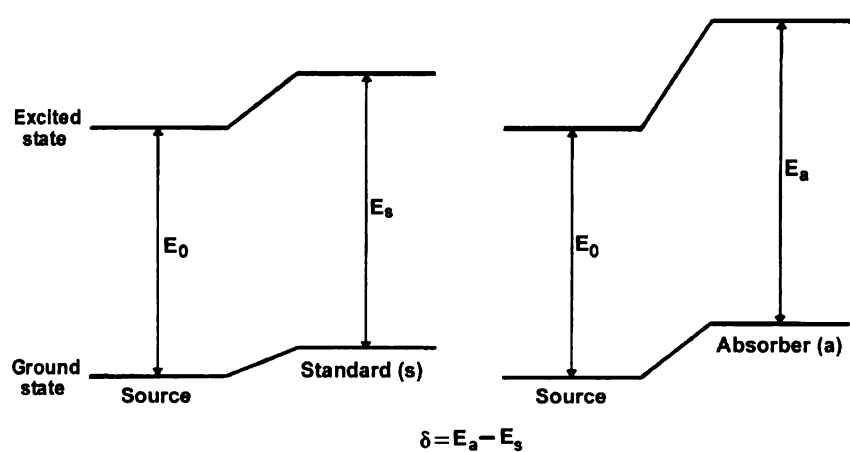 Excited
state
E₀
Eₛ
Ground
state
Source
Standard (s)
E₀
Eₐ
Source
Absorber (a)
δ=Eₐ−Eₛ